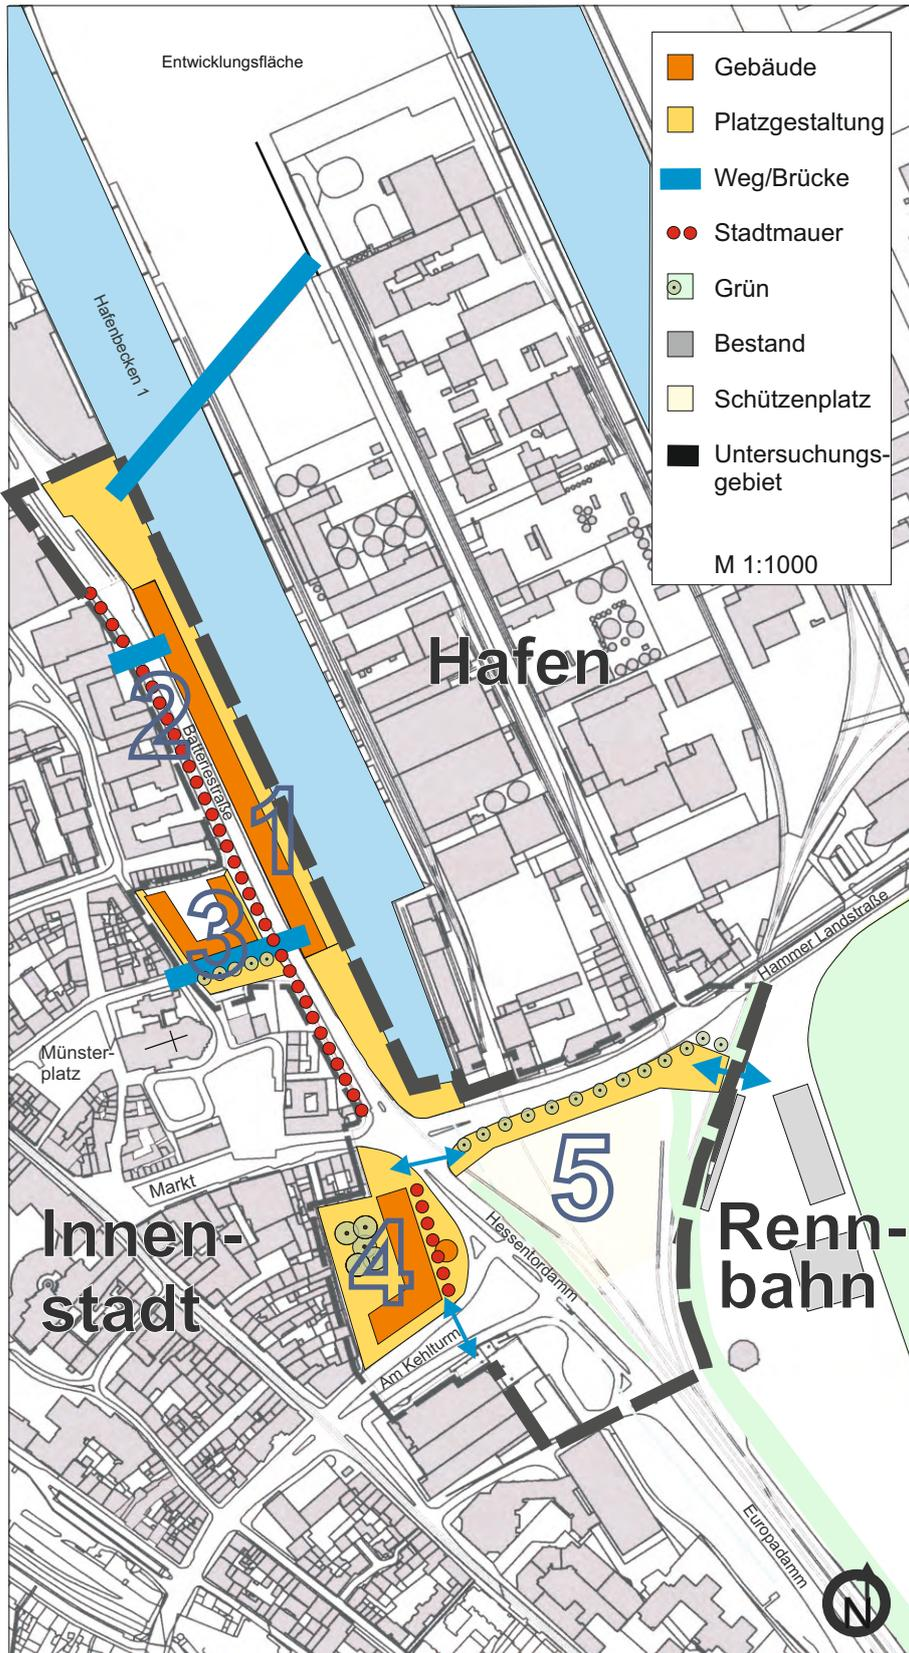 Entwicklungsfläche
Gebäude
Platzgestaltung
Weg/Brücke
Stadtmauer
Grün
Bestand
Schützenplatz
Untersuchungs-
gebiet
M 1:1000
Hafenbecken 1
Hafen
2
Batteriestraße
1
3
Hammer Landstraße
Münster-
platz
5
Markt
Innen-
stadt
4
Hessentordamm
Renn-
bahn
Am Kehlturm
Europadamm
N